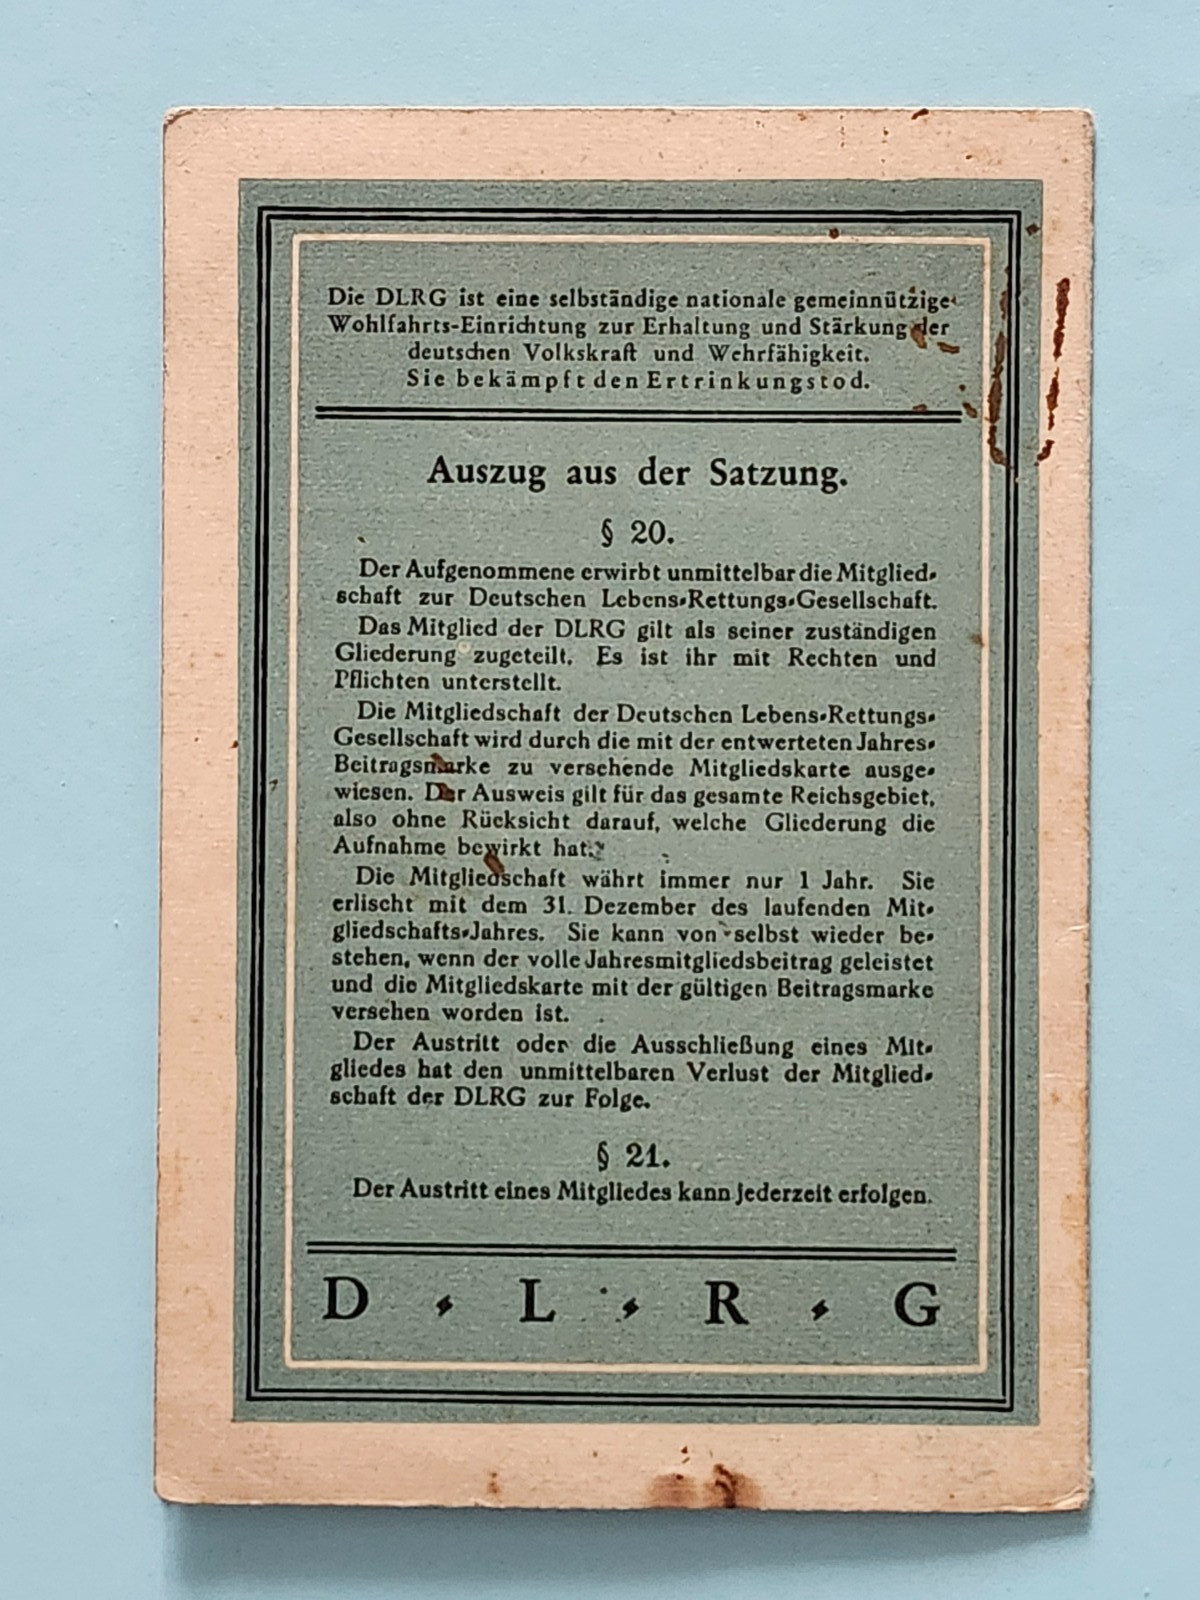 Die DLRG ist eine selbständige nationale gemeinnützige
Wohlfahrts-Einrichtung zur Erhaltung und Stärkung der
deutschen Volkskraft und Wehrfähigkeit.
Sie bekämpft den Ertrinkungstod.
Auszug aus der Satzung.
§ 20.
Der Aufgenommene erwirbt unmittelbar die Mitglied-
schaft zur Deutschen Lebens-Rettungs-Gesellschaft.
Das Mitglied der DLRG gilt als seiner zuständigen
Gliederung zugeteilt. Es ist ihr mit Rechten und
Pflichten unterstellt.
Die Mitgliedschaft der Deutschen Lebens-Rettungs-
Gesellschaft wird durch die mit der entwerteten Jahres-
Beitragsmarke zu versehende Mitgliedskarte ausge-
wiesen. Der Ausweis gilt für das gesamte Reichsgebiet,
also ohne Rücksicht darauf, welche Gliederung die
Aufnahme bewirkt hat.
Die Mitgliedschaft währt immer nur 1 Jahr. Sie
erlischt mit dem 31. Dezember des laufenden Mit-
gliedschafts-Jahres. Sie kann von selbst wieder be-
stehen, wenn der volle Jahresmitgliedsbeitrag geleistet
und die Mitgliedskarte mit der gültigen Beitragsmarke
versehen worden ist.
Der Austritt oder die Ausschließung eines Mit-
gliedes hat den unmittelbaren Verlust der Mitglied-
schaft der DLRG zur Folge.
§ 21.
Der Austritt eines Mitgliedes kann jederzeit erfolgen.
D L R G